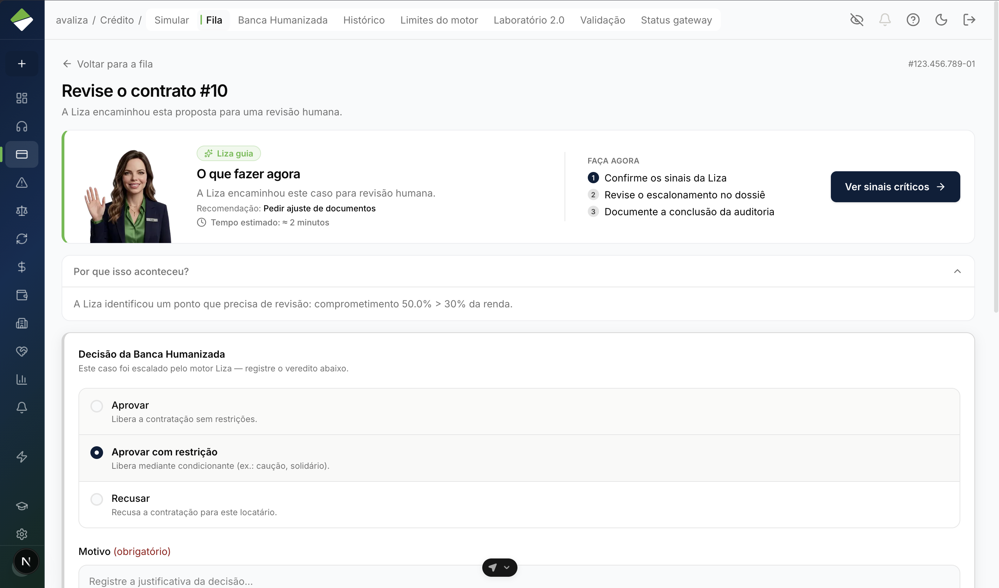 avaliza / Crédito / Simular Fila Banca Humanizada Histórico Limites do motor Laboratório 2.0 Validação Status gateway
Voltar para a fila
#123.456.789-01
Revise o contrato #10
A Liza encaminhou esta proposta para uma revisão humana.
Liza guia
O que fazer agora
A Liza encaminhou este caso para revisão humana.
Recomendação: Pedir ajuste de documentos
Tempo estimado: ≈ 2 minutos
Liza
FAÇA AGORA
1 Confirme os sinais da Liza
2 Revise o escalonamento no dossiê
3 Documente a conclusão da auditoria
Ver sinais críticos
Por que isso aconteceu?
A Liza identificou um ponto que precisa de revisão: comprometimento 50.0% > 30% da renda.
Decisão da Banca Humanizada
Este caso foi escalado pelo motor Liza — registre o veredito abaixo.
Aprovar
Libera a contratação sem restrições.
Aprovar com restrição
Libera mediante condicionante (ex.: caução, solidário).
Recusar
Recusa a contratação para este locatário.
Motivo (obrigatório)
Registre a justificativa da decisão...
N